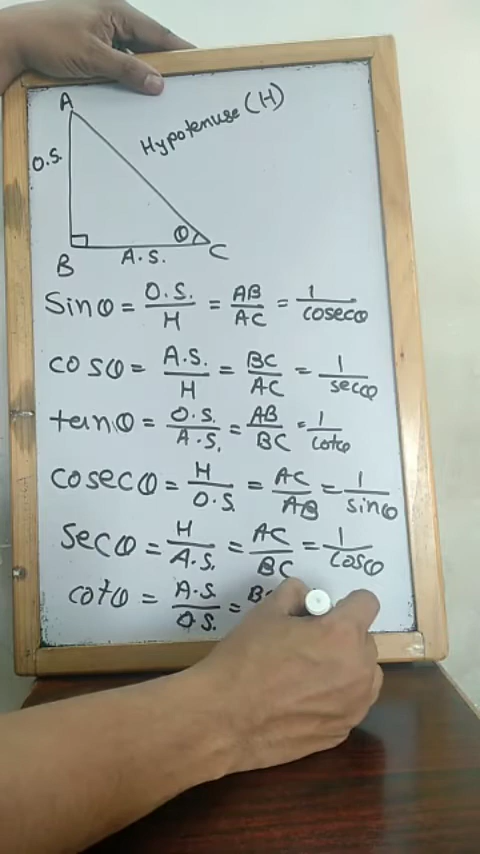 A
Hypotenuse (H)
O.S.
θ
B A.S. C
Sinθ = O.S./H = AB/AC = 1/cosecθ
cosθ = A.S./H = BC/AC = 1/secθ
tanθ = O.S./A.S. = AB/BC = 1/cotθ
cosecθ = H/O.S. = AC/AB = 1/sinθ
Secθ = H/A.S. = AC/BC = 1/cosθ
cotθ = A.S./O.S. = B